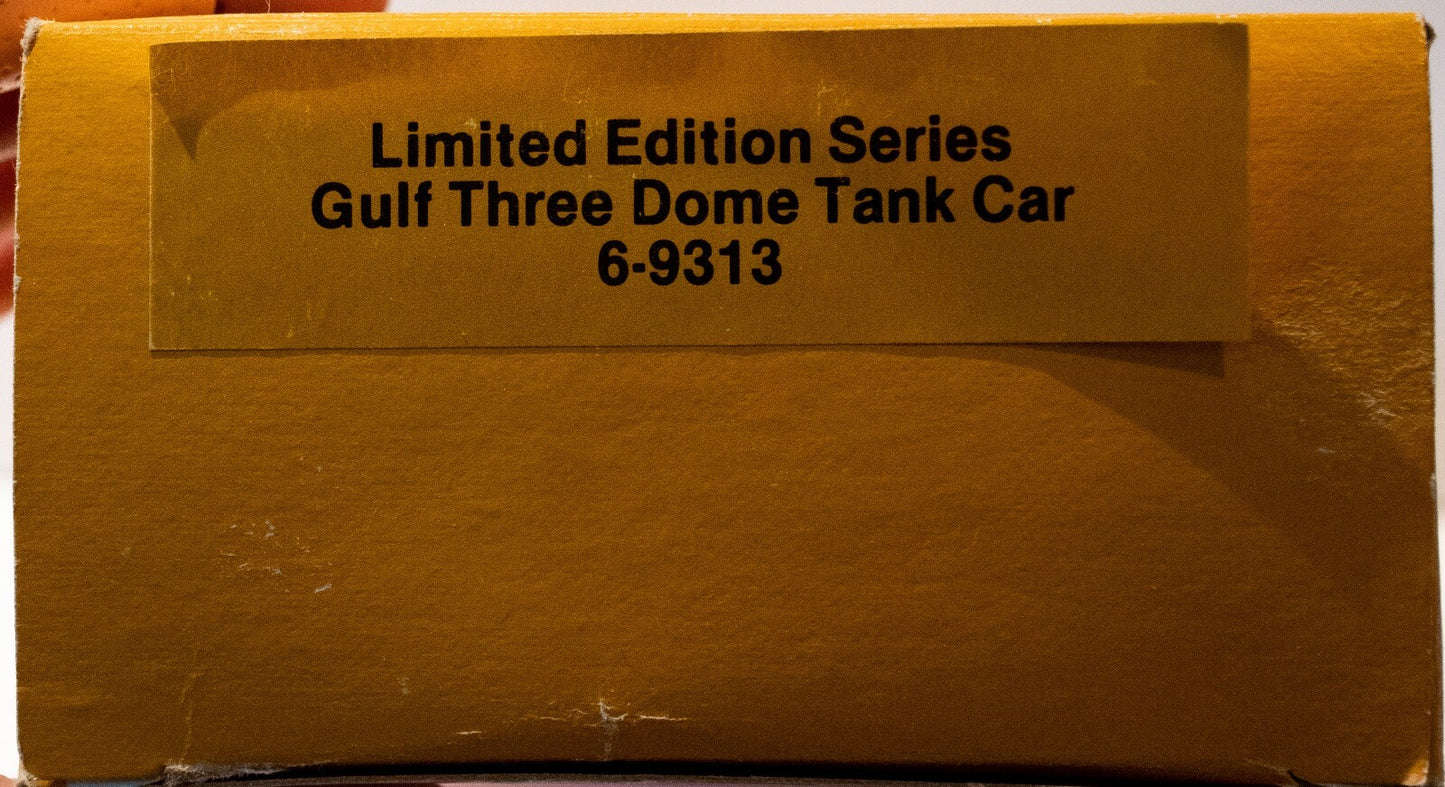 Limited Edition Series
Gulf Three Dome Tank Car
6-9313